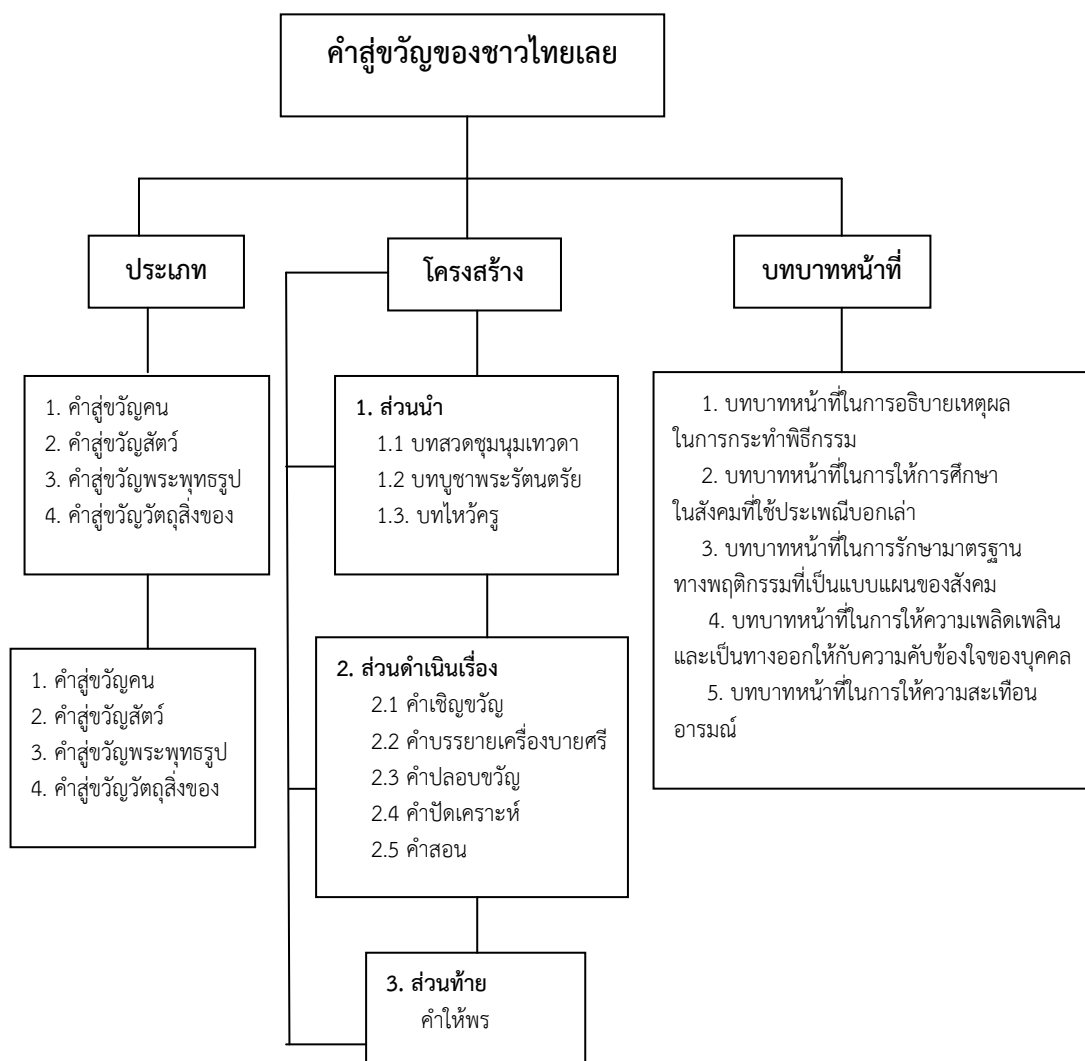 คำสู่ขวัญของชาวไทยเลย
ประเภท
โครงสร้าง
บทบาทหน้าที่
1. คำสู่ขวัญคน
2. คำสู่ขวัญสัตว์
3. คำสู่ขวัญพระพุทธรูป
4. คำสู่ขวัญวัตถุสิ่งของ
1. คำสู่ขวัญคน
2. คำสู่ขวัญสัตว์
3. คำสู่ขวัญพระพุทธรูป
4. คำสู่ขวัญวัตถุสิ่งของ
1. ส่วนนำ
1.1 บทสวดชุมนุมเทวดา
1.2 บทบูชาพระรัตนตรัย
1.3. บทไหว้ครู
2. ส่วนดำเนินเรื่อง
2.1 คำเชิญขวัญ
2.2 คำบรรยายเครื่องบายศรี
2.3 คำปลอบขวัญ
2.4 คำปัดเคราะห์
2.5 คำสอน
3. ส่วนท้าย
คำให้พร
1. บทบาทหน้าที่ในการอธิบายเหตุผล
ในการกระทำพิธีกรรม
2. บทบาทหน้าที่ในการให้การศึกษา
ในสังคมที่ใช้ประเพณีบอกเล่า
3. บทบาทหน้าที่ในการรักษามาตรฐาน
ทางพฤติกรรมที่เป็นแบบแผนของสังคม
4. บทบาทหน้าที่ในการให้ความเพลิดเพลิน
และเป็นทางออกให้กับความคับข้องใจของบุคคล
5. บทบาทหน้าที่ในการให้ความสะเทือน
อารมณ์